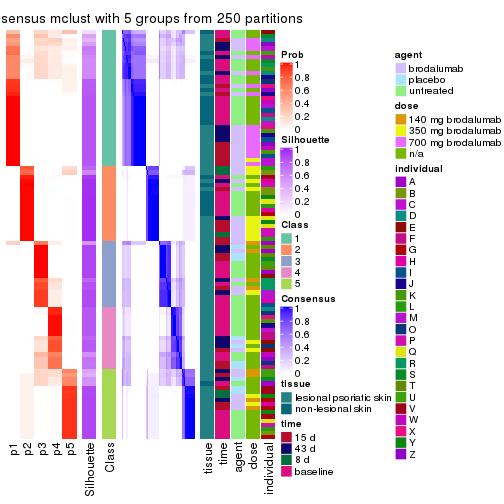 sensus mclust with 5 groups from 250 partitions
p1
p2
p3
p4
p5
Silhouette
Class
tissue
time
agent
dose
individual
Prob
1
0.8
0.6
0.4
0.2
0
Silhouette
1
0.8
0.6
0.4
0.2
0
Class
1
2
3
4
5
Consensus
1
0.8
0.6
0.4
0.2
0
tissue
lesional psoriatic skin
non-lesional skin
time
15 d
43 d
8 d
baseline
agent
brodalumab
placebo
untreated
dose
140 mg brodalumab
350 mg brodalumab
700 mg brodalumab
n/a
individual
A
B
C
D
E
F
G
H
I
J
K
L
M
O
P
Q
R
S
T
U
V
W
X
Y
Z